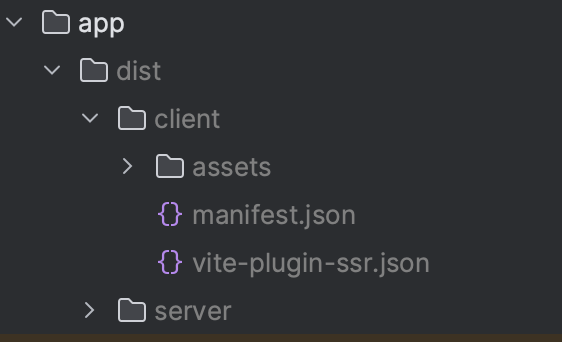 app
dist
client
assets
{} manifest.json
{} vite-plugin-ssr.json
server